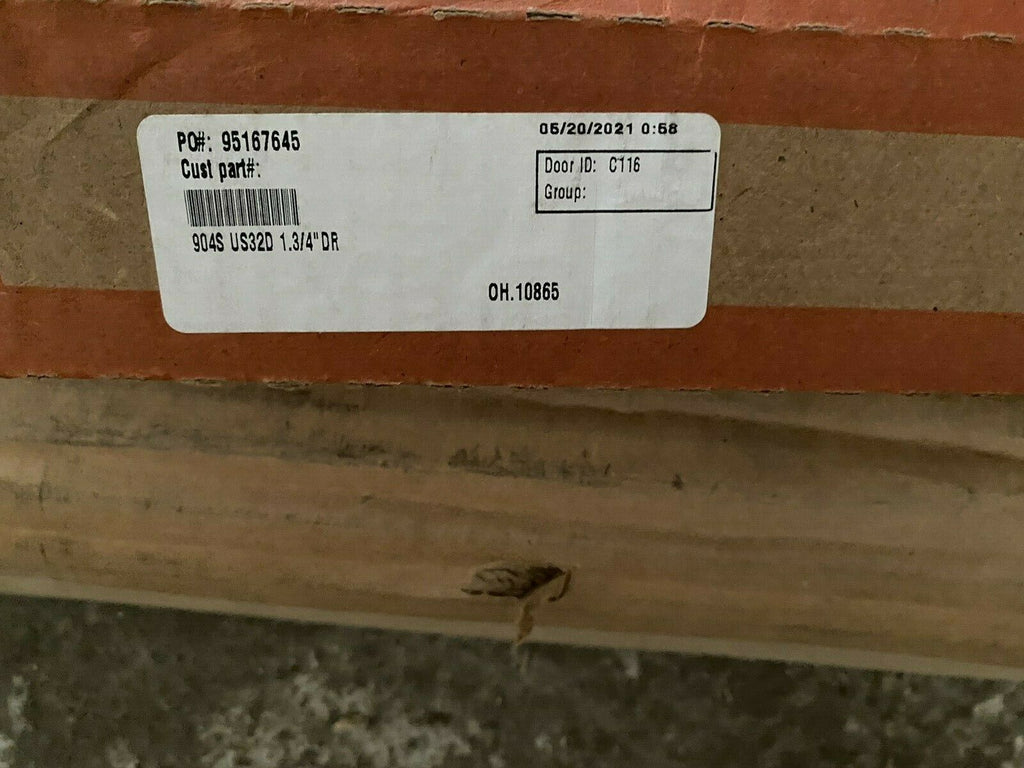 05/20/2021 0:58
PO#: 95167645
Cust part#:
Door ID: C116
Group:
904S US32D 1.3/4" DR
OH.10865